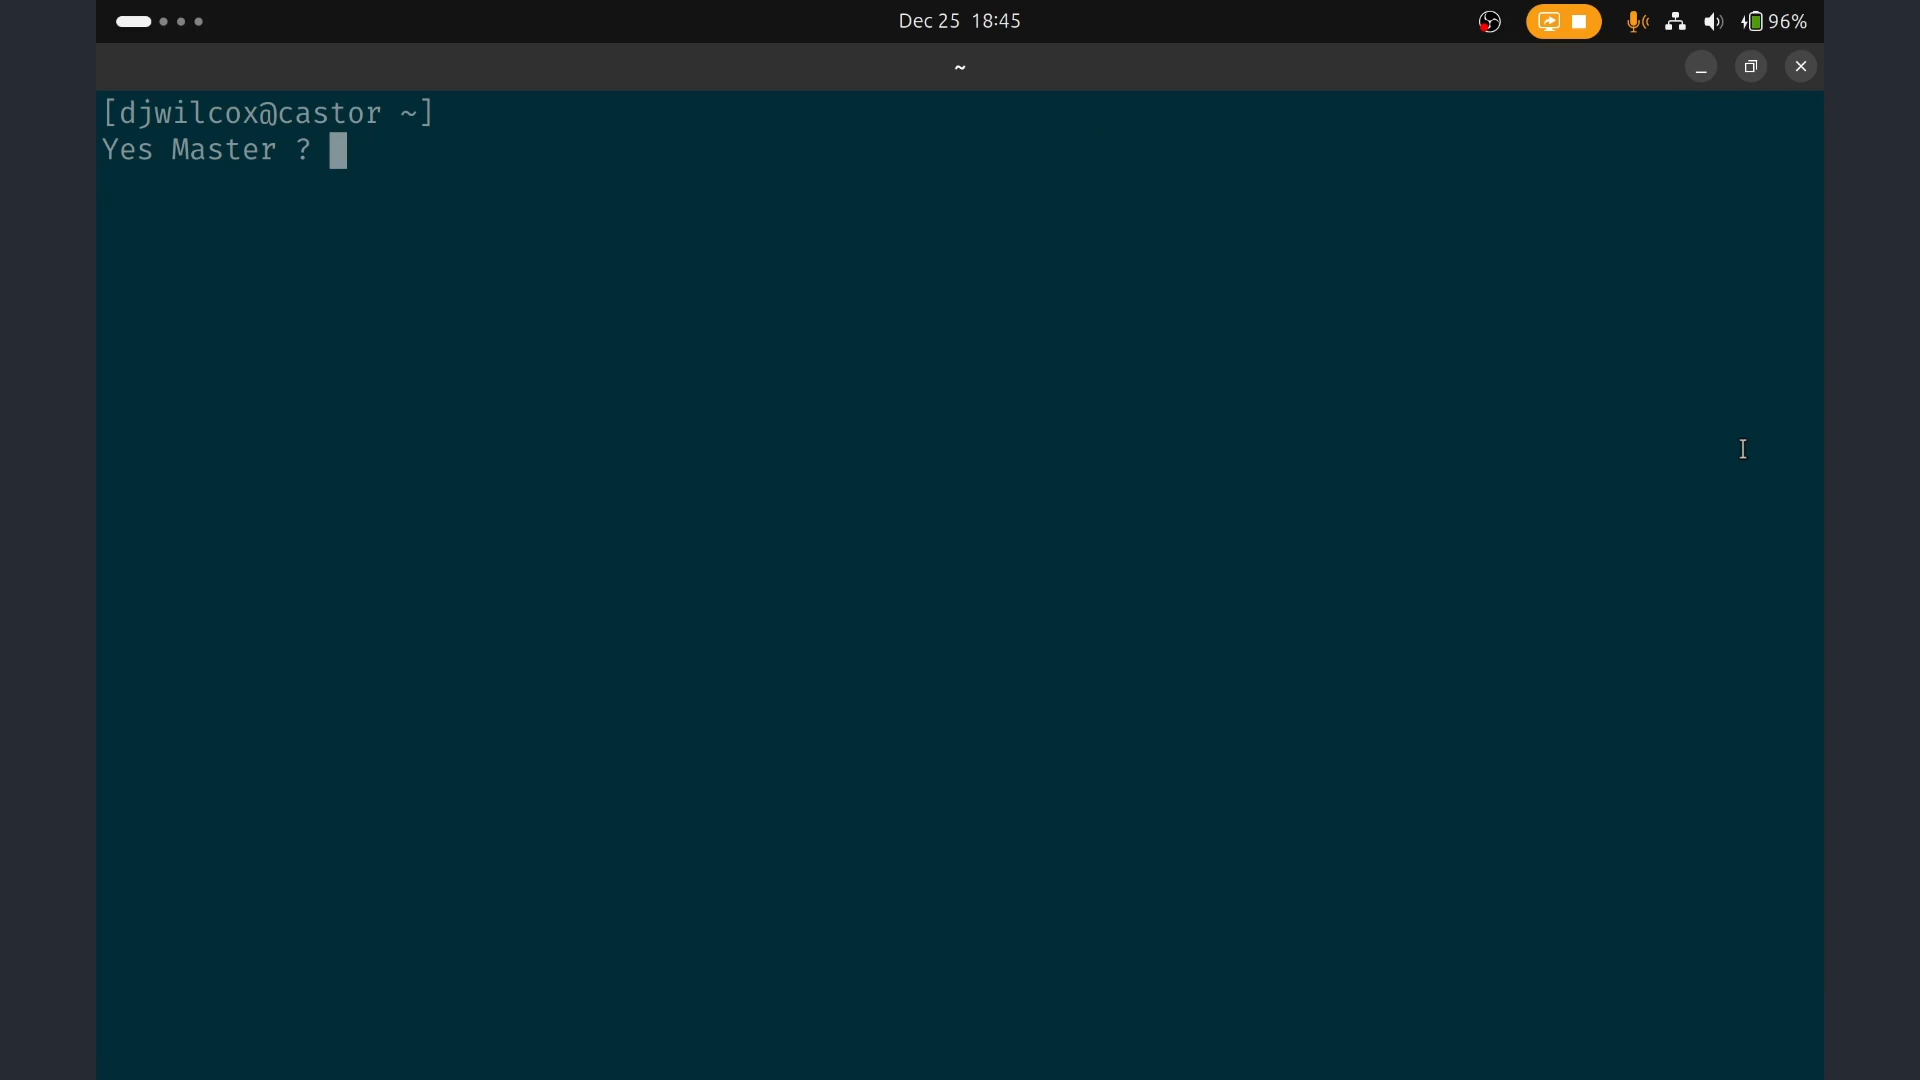 Dec 25 18:45
96%
~
[djwilcox@castor ~]
Yes Master ?